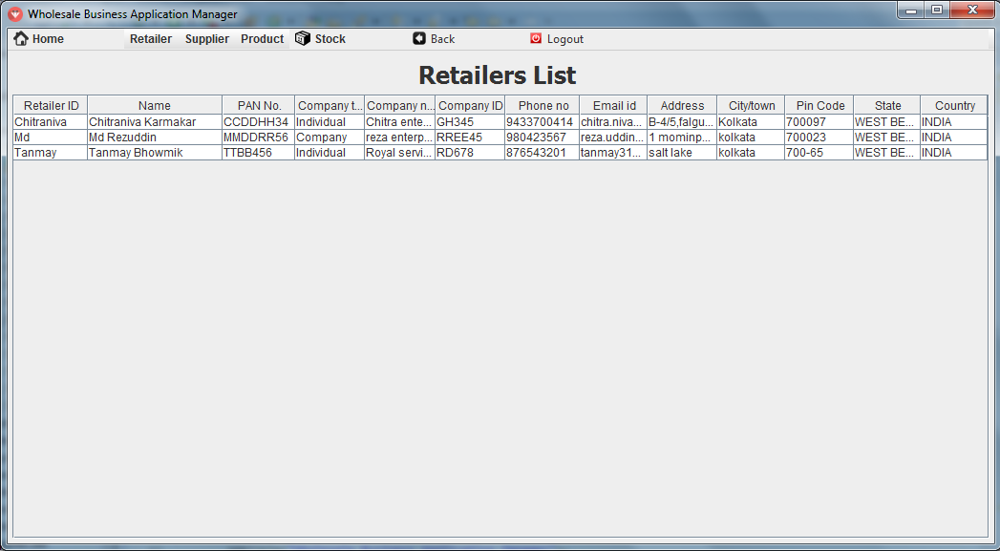 Wholesale Business Application Manager
Home Retailer Supplier Product Stock Back Logout
Retailers List
Retailer ID Name PAN No. Company t... Company n... Company ID Phone no Email id Address City/town Pin Code State Country
Chitraniva Chitraniva Karmakar CCDDHH34 Individual Chitra ente... GH345 9433700414 chitra.niva... B-4/5,falgu... Kolkata 700097 WEST BE... INDIA
Md Md Rezuddin MMDDRR56 Company reza enterp... RREE45 980423567 reza.uddin... 1 mominp... kolkata 700023 WEST BE... INDIA
Tanmay Tanmay Bhowmik TTBB456 Individual Royal servi... RD678 876543201 tanmay31... salt lake kolkata 700-65 WEST BE... INDIA